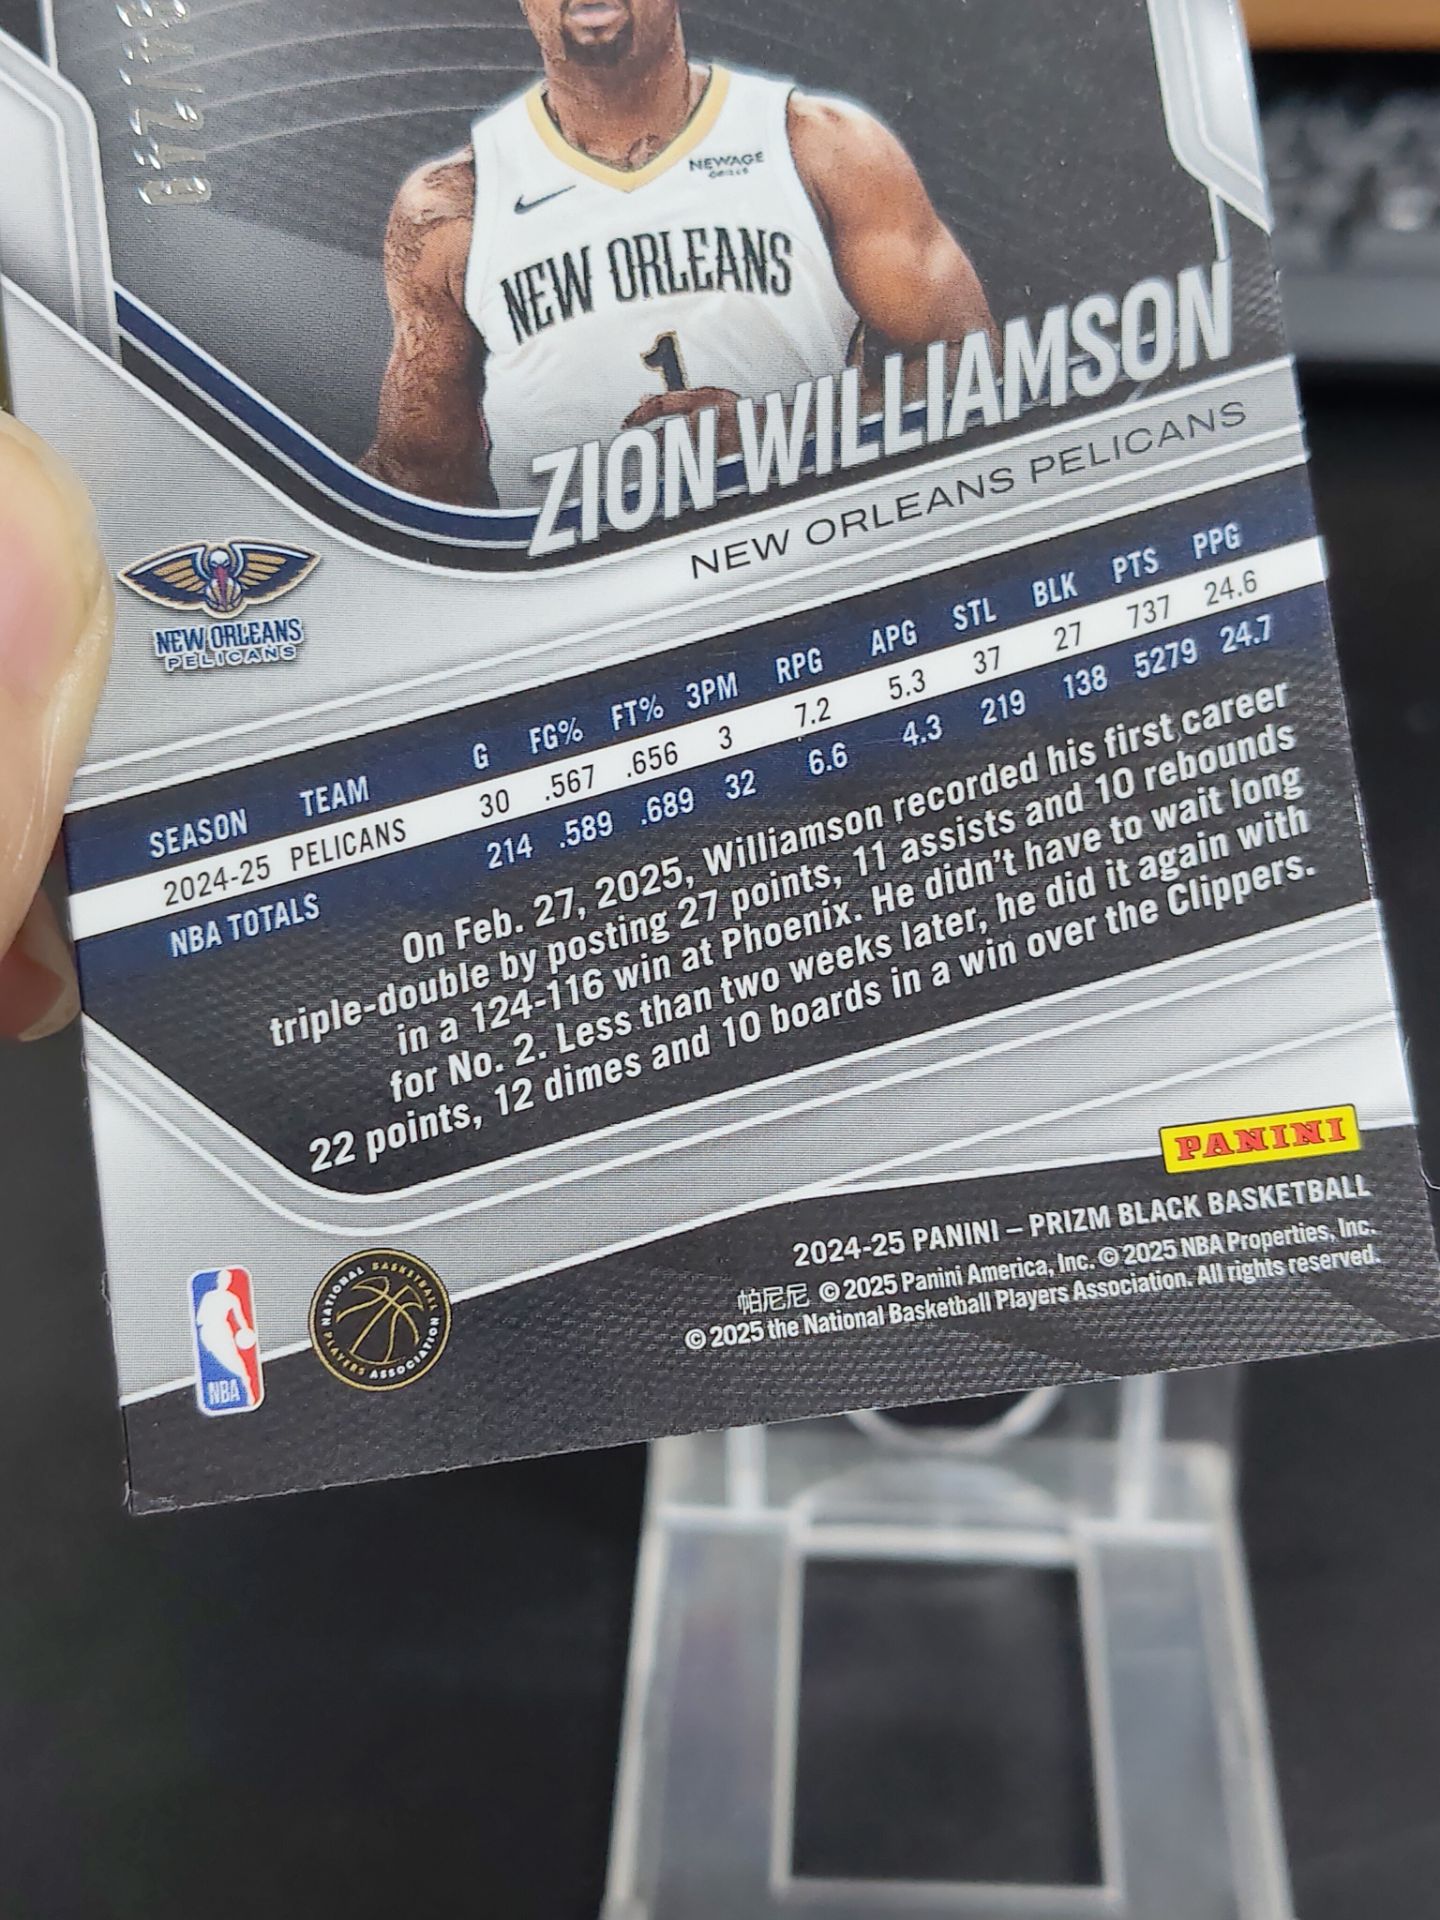 NEWAGE
NEW ORLEANS
1
ZION WILLIAMSON
NEW ORLEANS PELICANS
NEW ORLEANS
PELICANS
SEASON TEAM G FG% FT% 3PM RPG APG STL BLK PTS PPG
2024-25 PELICANS 30 .567 .656 3 7.2 5.3 37 27 737 24.6
NBA TOTALS 214 .589 .689 32 6.6 4.3 219 138 5279 24.7
On Feb. 27, 2025, Williamson recorded his first career
triple-double by posting 27 points, 11 assists and 10 rebounds
in a 124-116 win at Phoenix. He didn't have to wait long
for No. 2. Less than two weeks later, he did it again with
22 points, 12 dimes and 10 boards in a win over the Clippers.
PANINI
2024-25 PANINI – PRIZM BLACK BASKETBALL
帕尼尼 © 2025 Panini America, Inc. © 2025 NBA Properties, Inc.
© 2025 the National Basketball Players Association. All rights reserved.
NBA
NATIONAL BASKETBALL
PLAYERS ASSOCIATION